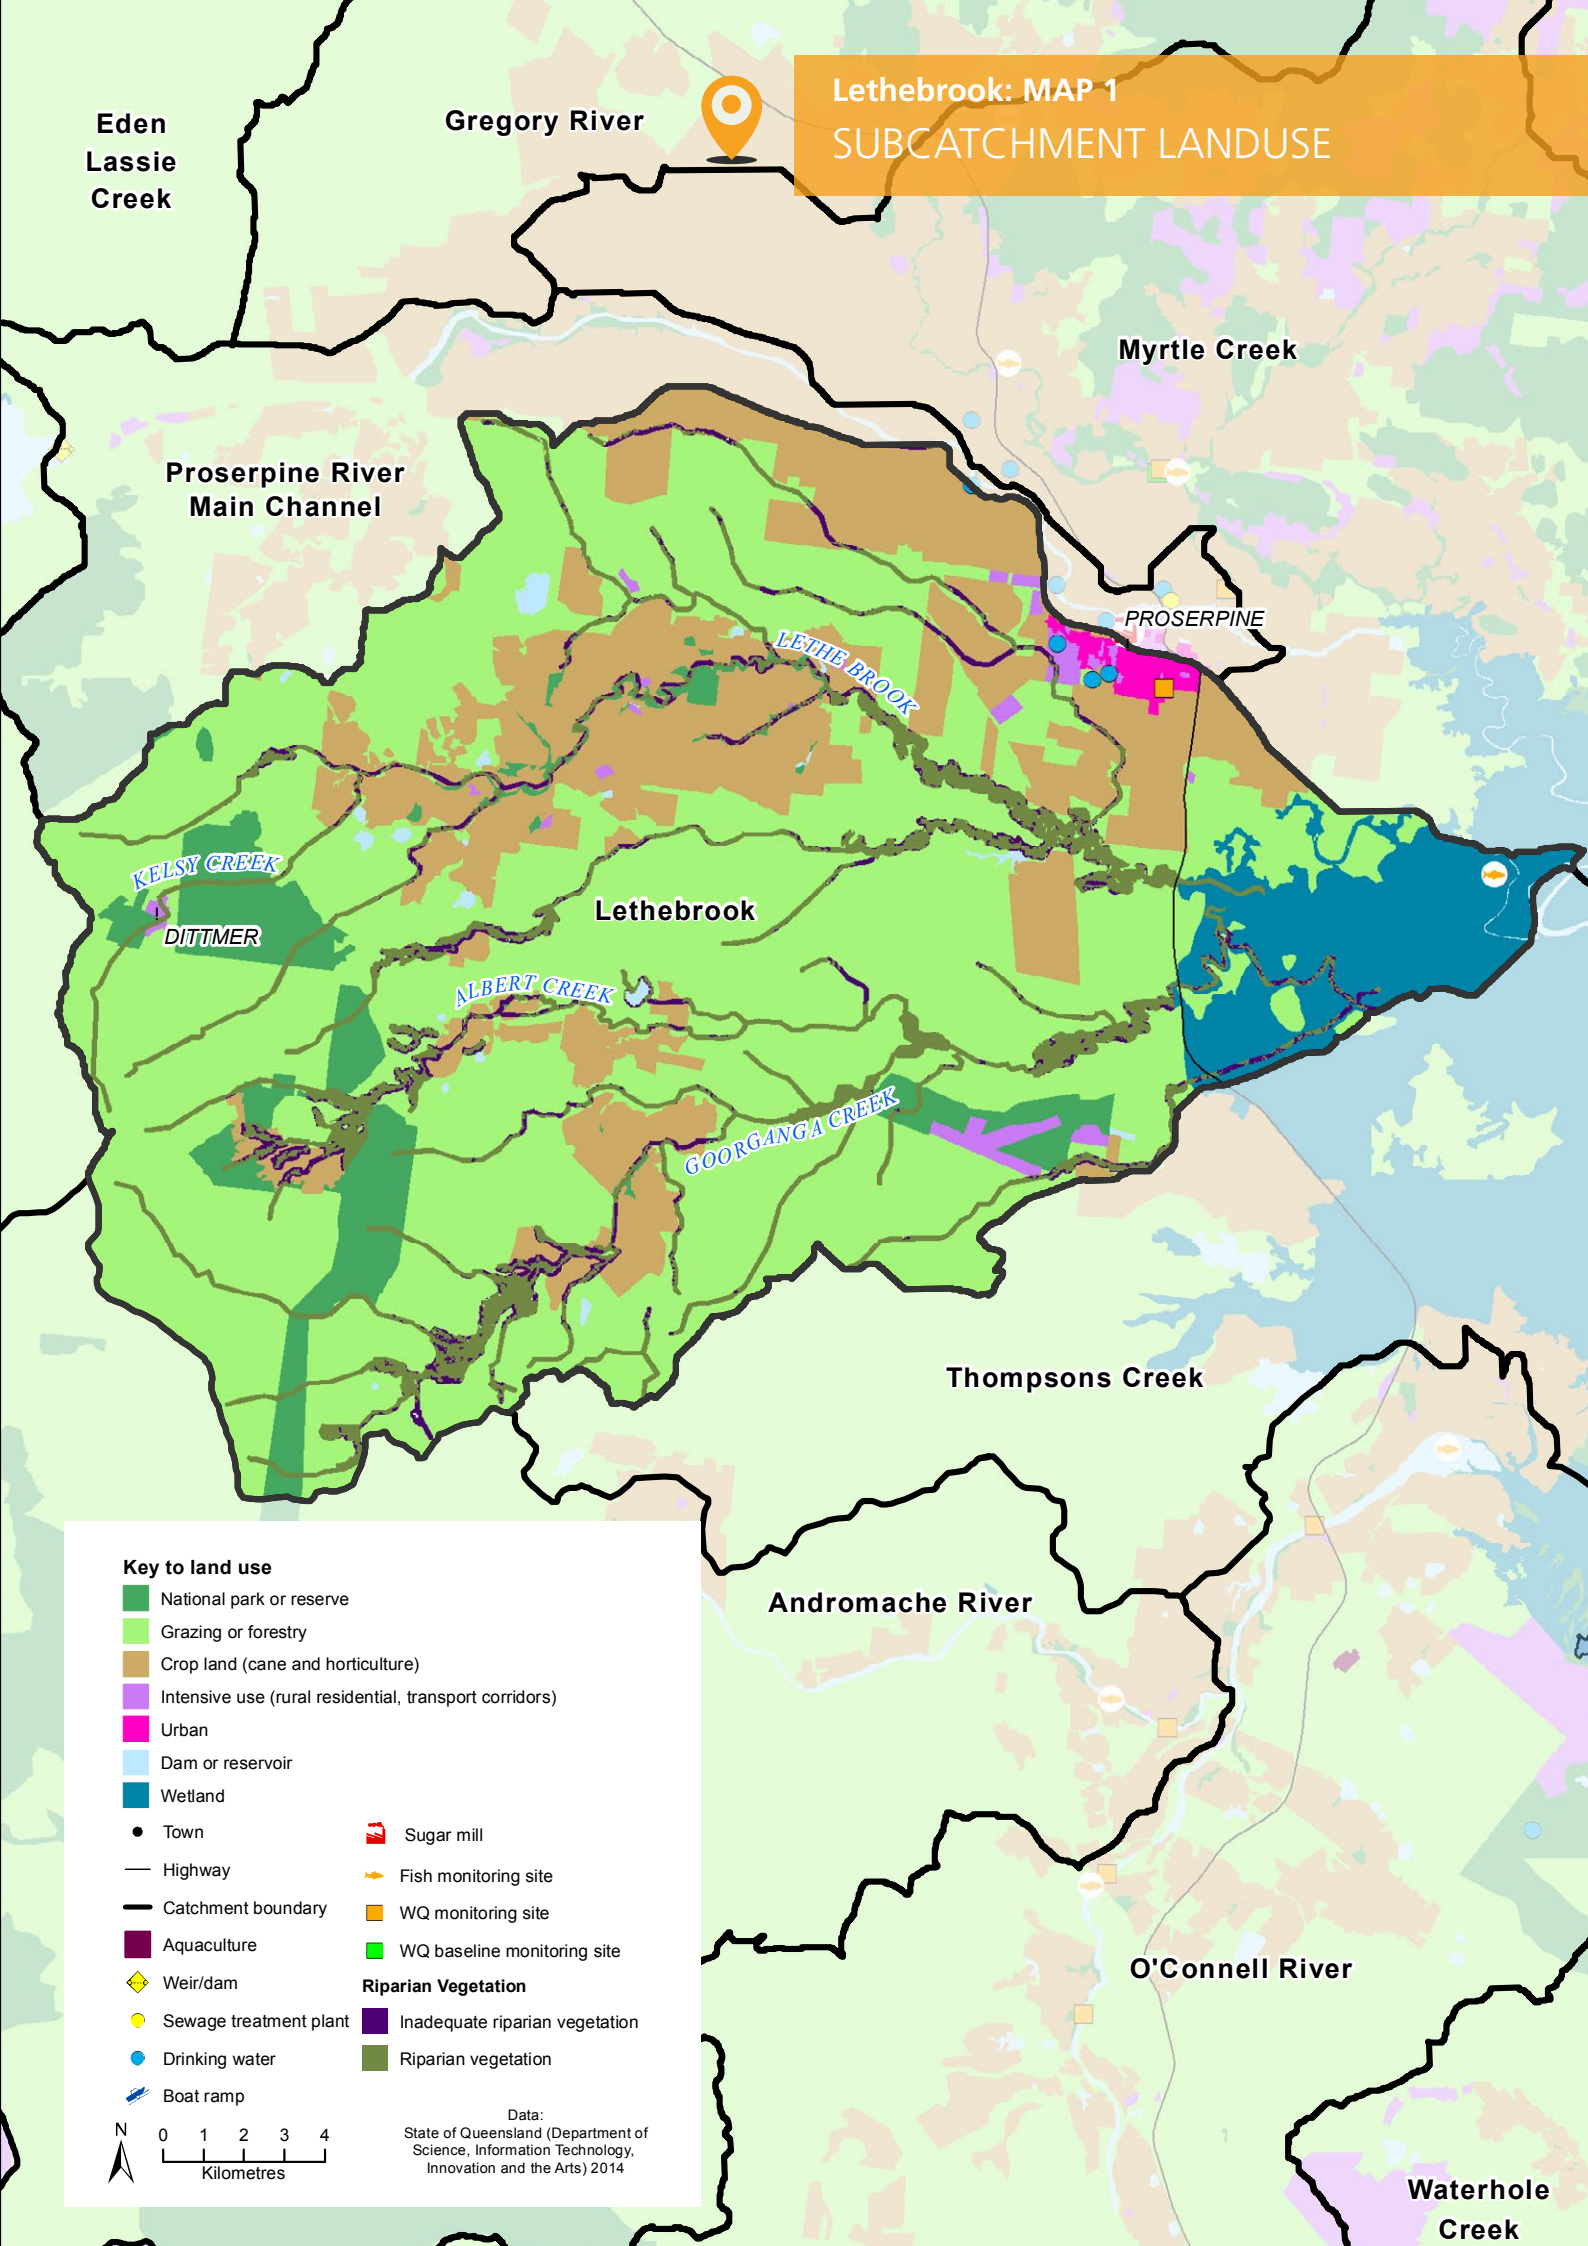 Lethebrook: MAP 1
SUBCATCHMENT LANDUSE
Eden
Lassie
Creek
Gregory River
Myrtle Creek
Proserpine River
Main Channel
PROSERPINE
LETHE BROOK
KELSY CREEK
DITTMER
Lethebrook
ALBERT CREEK
GOORGANGA CREEK
Thompsons Creek
Andromache River
O'Connell River
Waterhole
Creek
Key to land use
National park or reserve
Grazing or forestry
Crop land (cane and horticulture)
Intensive use (rural residential, transport corridors)
Urban
Dam or reservoir
Wetland
Town
Highway
Catchment boundary
Aquaculture
Weir/dam
Sewage treatment plant
Drinking water
Boat ramp
Sugar mill
Fish monitoring site
WQ monitoring site
WQ baseline monitoring site
Riparian Vegetation
Inadequate riparian vegetation
Riparian vegetation
N
0 1 2 3 4
Kilometres
Data:
State of Queensland (Department of
Science, Information Technology,
Innovation and the Arts) 2014